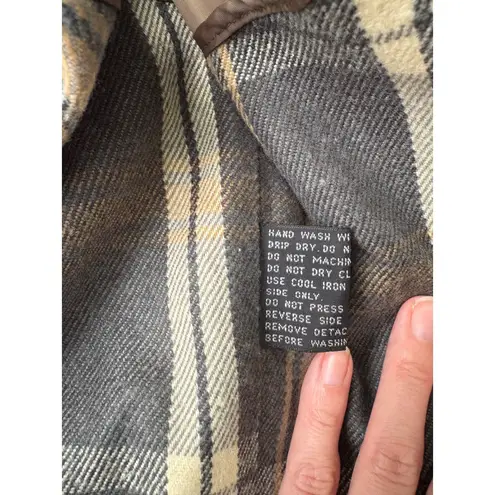 HAND WASH W
DRIP DRY. DO N
DO NOT MACHIN
DO NOT DRY CL
USE COOL IRON
SIDE ONLY.
DO NOT PRESS
REVERSE SIDE
REMOVE DETAC
BEFORE WASHIN